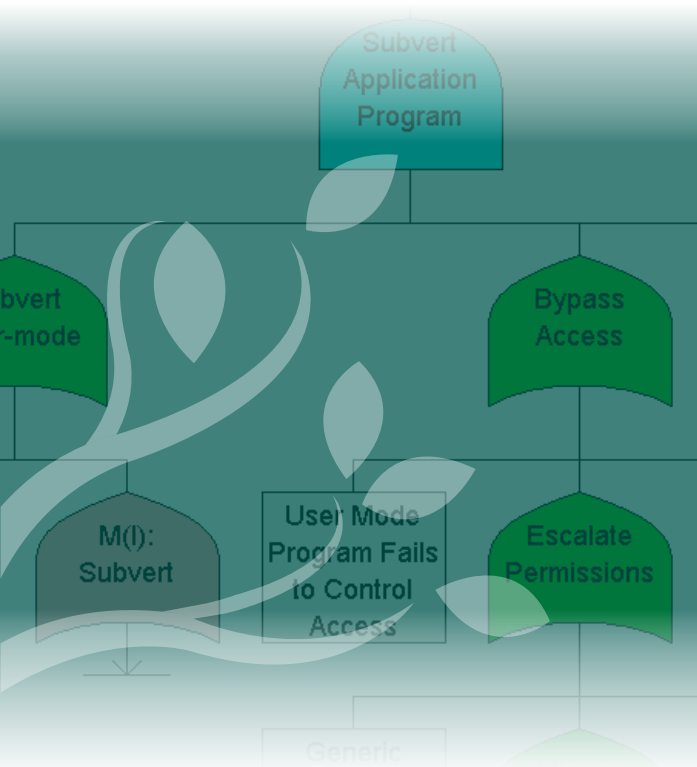 Subvert
Application
Program
bvert
r-mode
Bypass
Access
M(I):
Subvert
User Mode
Program Fails
to Control
Access
Escalate
Permissions
Generic